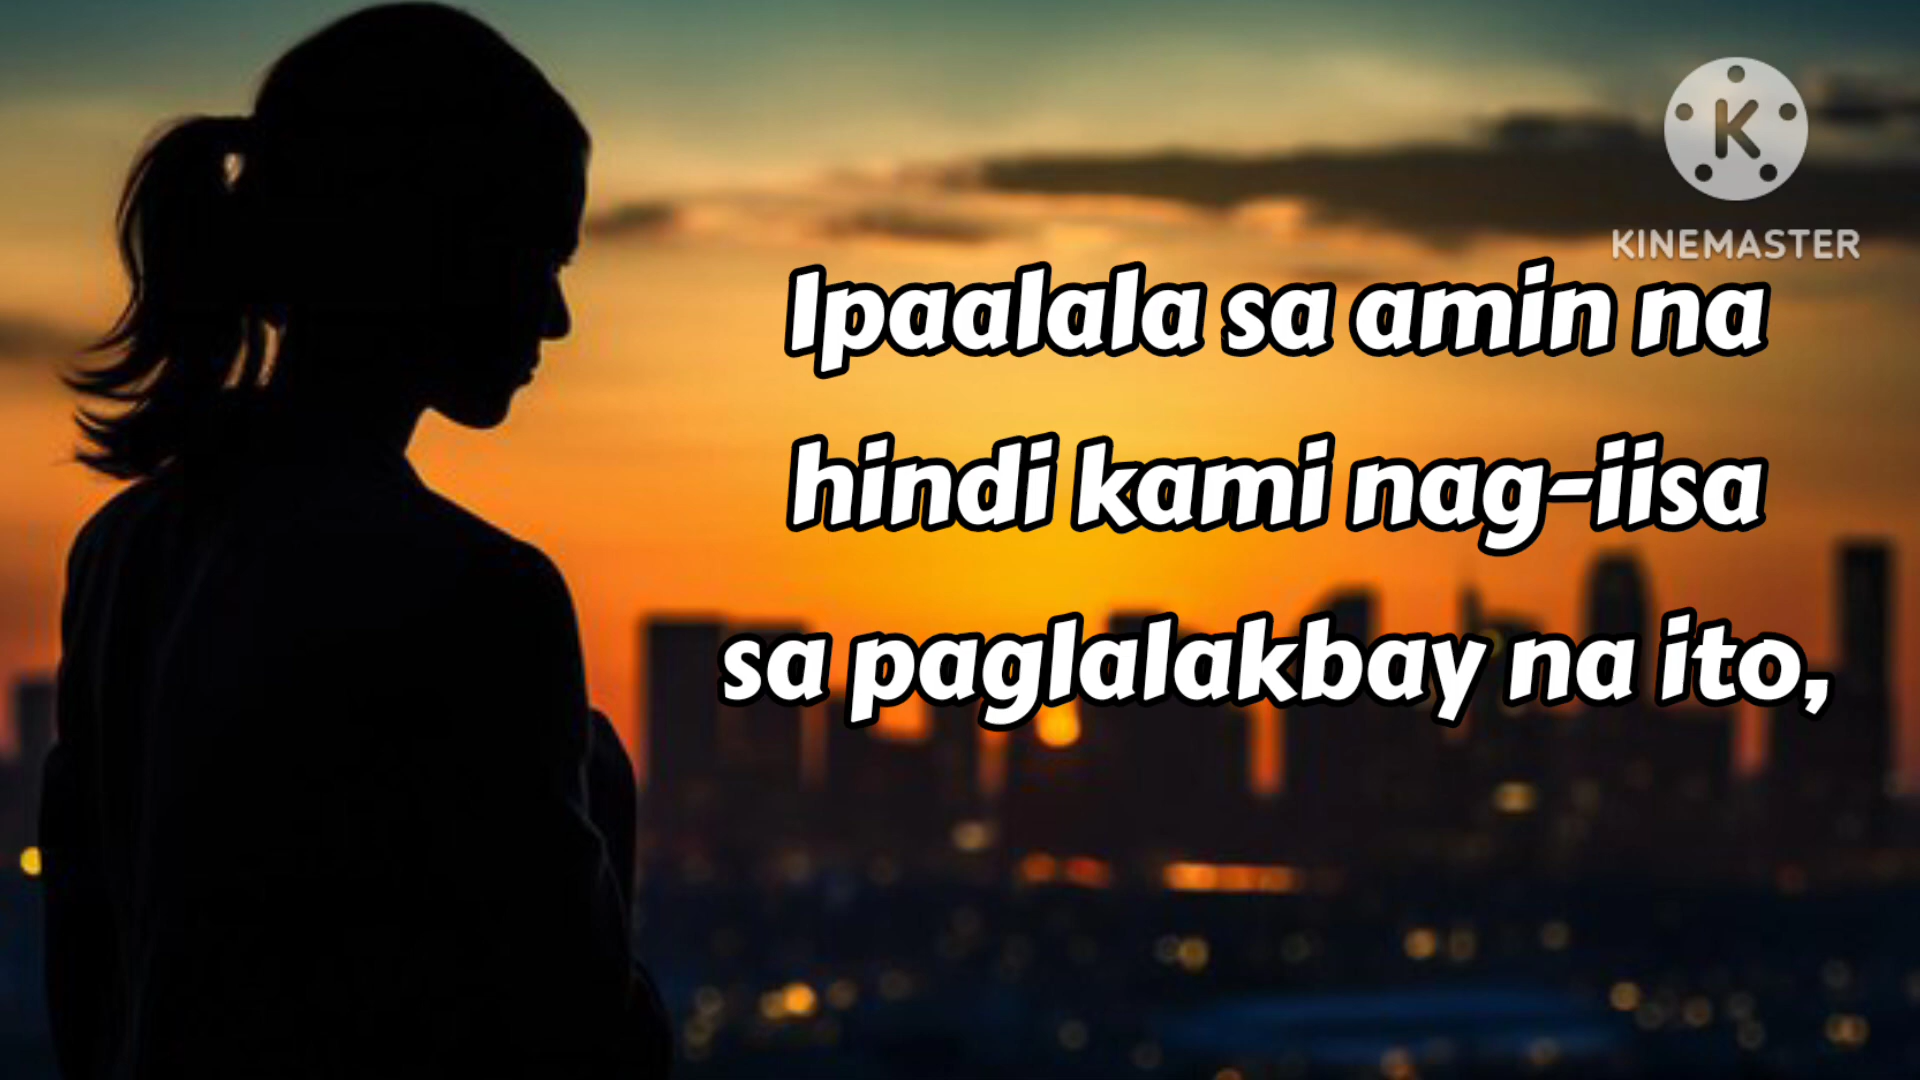 KINEMASTER
Ipaalala sa amin na
hindi kami nag-iisa
sa paglalakbay na ito,